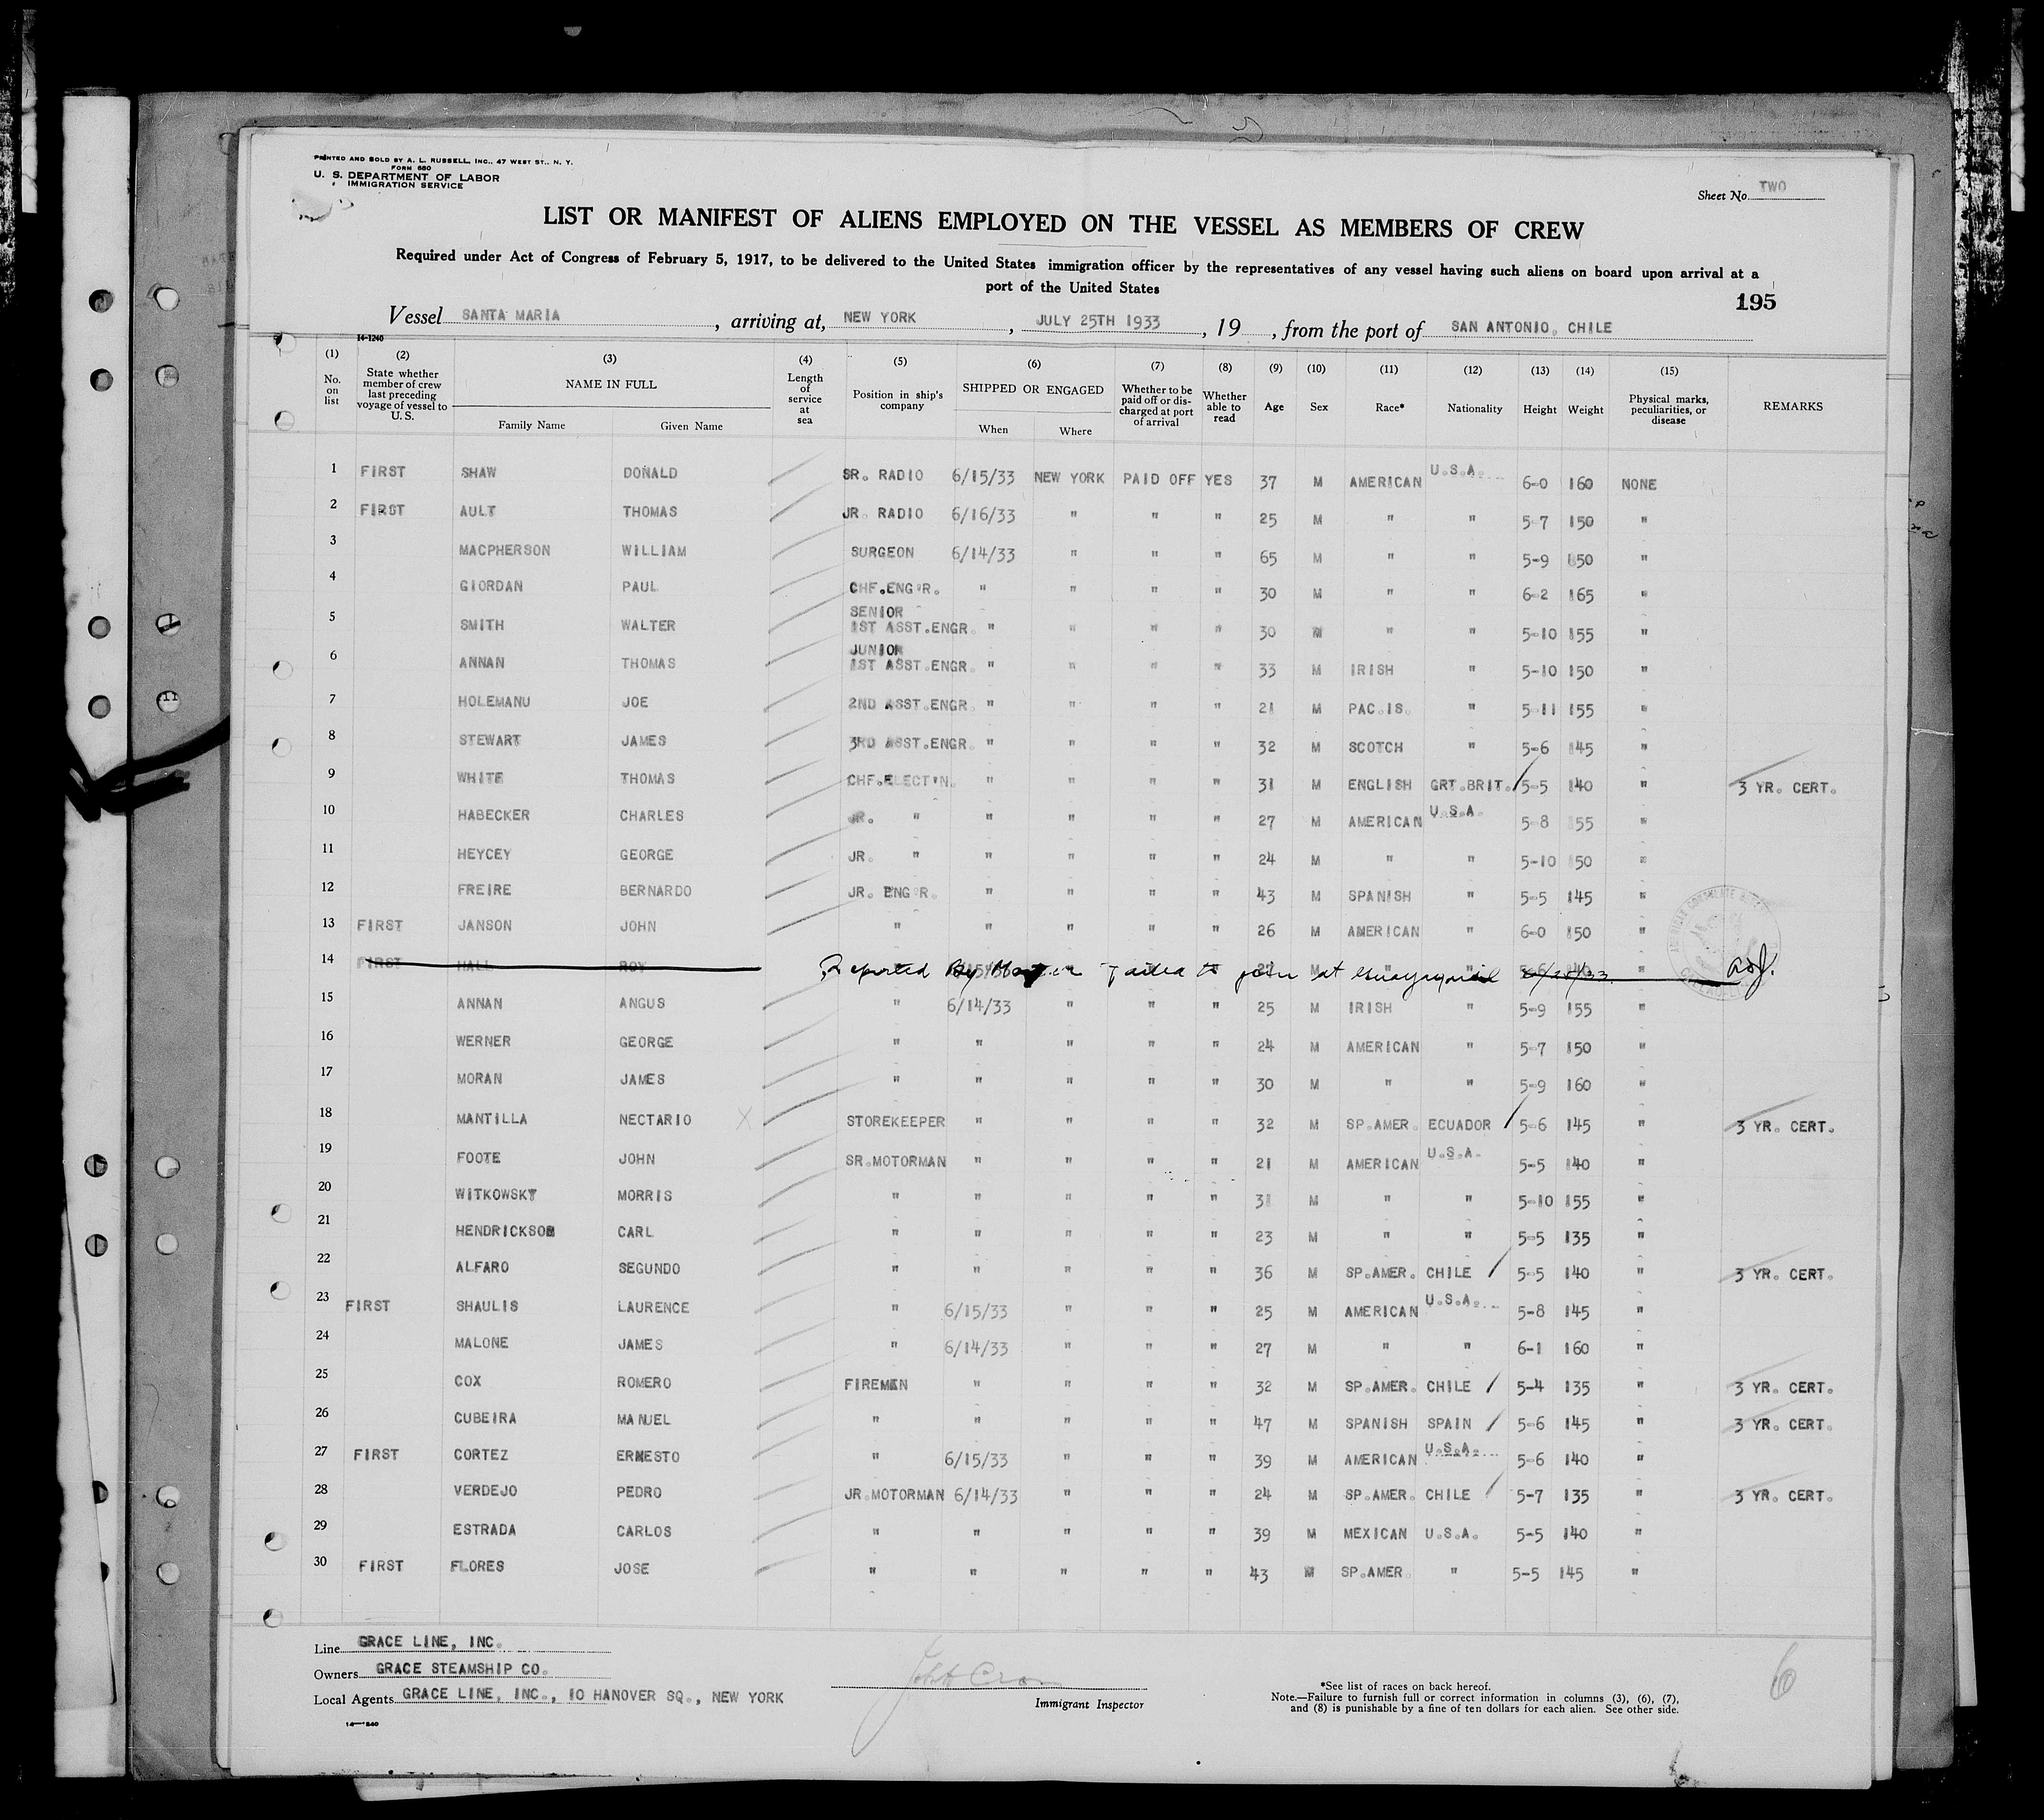 PRINTED AND SOLD BY A. L. RUSSELL, INC., 47 WEST ST., N. Y.
FORM 680
U. S. DEPARTMENT OF LABOR
IMMIGRATION SERVICE
Sheet No. TWO
LIST OR MANIFEST OF ALIENS EMPLOYED ON THE VESSEL AS MEMBERS OF CREW
Required under Act of Congress of February 5, 1917, to be delivered to the United States immigration officer by the representatives of any vessel having such aliens on board upon arrival at a
port of the United States
195
Vessel SANTA MARIA, arriving at, NEW YORK, JULY 25TH 1933, 19, from the port of SAN ANTONIO, CHILE
14-1240
(1) No. on list (2) State whether member of crew last preceding voyage of vessel to U. S. (3) NAME IN FULL Family Name Given Name (4) Length of service at sea (5) Position in ship's company (6) SHIPPED OR ENGAGED When Where (7) Whether to be paid off or discharged at port of arrival (8) Whether able to read (9) Age (10) Sex (11) Race* (12) Nationality (13) Height (14) Weight (15) Physical marks, peculiarities, or disease REMARKS
1 FIRST SHAW DONALD SR. RADIO 6/15/33 NEW YORK PAID OFF YES 37 M AMERICAN U.S.A. 6-0 160 NONE
2 FIRST AULT THOMAS JR. RADIO 6/16/33 " " " 25 M " " 5-7 150 "
3 MACPHERSON WILLIAM SURGEON 6/14/33 " " " 65 M " " 5-9 150 "
4 GIORDAN PAUL CHF.ENG'R. " " " " 30 M " " 6-2 165 "
5 SMITH WALTER SENIOR 1ST ASST.ENGR. " " " " 30 M " " 5-10 155 "
6 ANNAN THOMAS JUNIOR 1ST ASST.ENGR. " " " " 33 M IRISH " 5-10 150 "
7 HOLEMANU JOE 2ND ASST.ENGR. " " " " 21 M PAC.IS. " 5-11 155 "
8 STEWART JAMES 3RD ASST.ENGR. " " " " 32 M SCOTCH " 5-6 145 "
9 WHITE THOMAS CHF.ELECT'N. " " " " 31 M ENGLISH GRT.BRIT. 5-5 140 " 3 YR. CERT.
10 HABECKER CHARLES JR. " " " " " 27 M AMERICAN U.S.A. 5-8 155 "
11 HEYCEY GEORGE JR. " " " " " 24 M " " 5-10 150 "
12 FREIRE BERNARDO JR. ENG'R. " " " " 43 M SPANISH " 5-5 145 "
13 FIRST JANSON JOHN " " " " " 26 M AMERICAN " 6-0 150 "
14 FIRST HALL ROY Reported By Master Failed to join at Guayaquil
15 ANNAN ANGUS " 6/14/33 " " " 25 M IRISH " 5-9 155 "
16 WERNER GEORGE " " " " " 24 M AMERICAN " 5-7 150 "
17 MORAN JAMES " " " " " 30 M " " 5-9 160 "
18 MANTILLA NECTARIO X STOREKEEPER " " " " 32 M SP.AMER. ECUADOR 5-6 145 " 3 YR. CERT.
19 FOOTE JOHN SR.MOTORMAN " " " " 21 M AMERICAN U.S.A. 5-5 140 "
20 WITKOWSKY MORRIS " " " " " 31 M " " 5-10 155 "
21 HENDRICKSON CARL " " " " " 23 M " " 5-5 135 "
22 ALFARO SEGUNDO " " " " " 36 M SP.AMER. CHILE 5-5 140 " 3 YR. CERT.
23 FIRST SHAULIS LAURENCE " 6/15/33 " " " 25 M AMERICAN U.S.A. 5-8 145 "
24 MALONE JAMES " 6/14/33 " " " 27 M " " 6-1 160 "
25 COX ROMERO FIREMEN " " " " 32 M SP.AMER. CHILE 5-4 135 " 3 YR. CERT.
26 CUBEIRA MANUEL " " " " " 47 M SPANISH SPAIN 5-6 145 " 3 YR. CERT.
27 FIRST CORTEZ ERNESTO " 6/15/33 " " " 39 M AMERICAN U.S.A. 5-6 140 "
28 VERDEJO PEDRO JR.MOTORMAN 6/14/33 " " " 24 M SP.AMER. CHILE 5-7 135 " 3 YR. CERT.
29 ESTRADA CARLOS " " " " " 39 M MEXICAN U.S.A. 5-5 140 "
30 FIRST FLORES JOSE " " " " " 43 M SP.AMER. " 5-5 145 "
Line GRACE LINE, INC.
Owners GRACE STEAMSHIP CO.
Local Agents GRACE LINE, INC., 10 HANOVER SQ., NEW YORK
Immigrant Inspector
*See list of races on back hereof.
Note.—Failure to furnish full or correct information in columns (3), (6), (7),
and (8) is punishable by a fine of ten dollars for each alien. See other side.
6